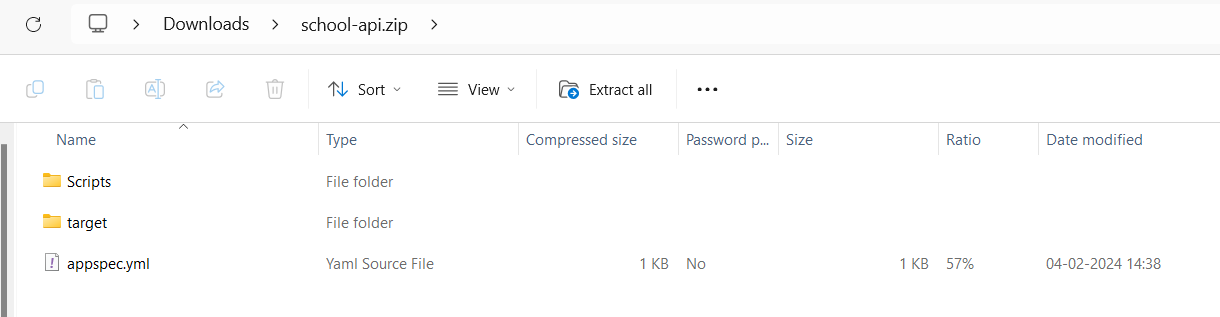 Downloads school-api.zip
Sort View Extract all
Name Type Compressed size Password p... Size Ratio Date modified
Scripts File folder
target File folder
appspec.yml Yaml Source File 1 KB No 1 KB 57% 04-02-2024 14:38